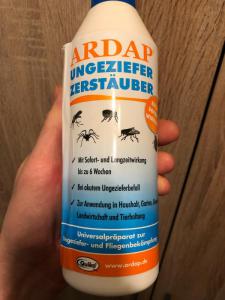 ARDAP
UNGEZIEFER
ZERSTÄUBER
✓ Mit Sofort- und Langzeitwirkung
bis zu 6 Wochen
✓ Bei akutem Ungezieferbefall
✓ Zur Anwendung in Haushalt, Garten,
Landwirtschaft und Tierhaltung
Universalpräparat zur
Ungeziefer- und Fliegenbekämpfung
Quiko
www.ardap.de